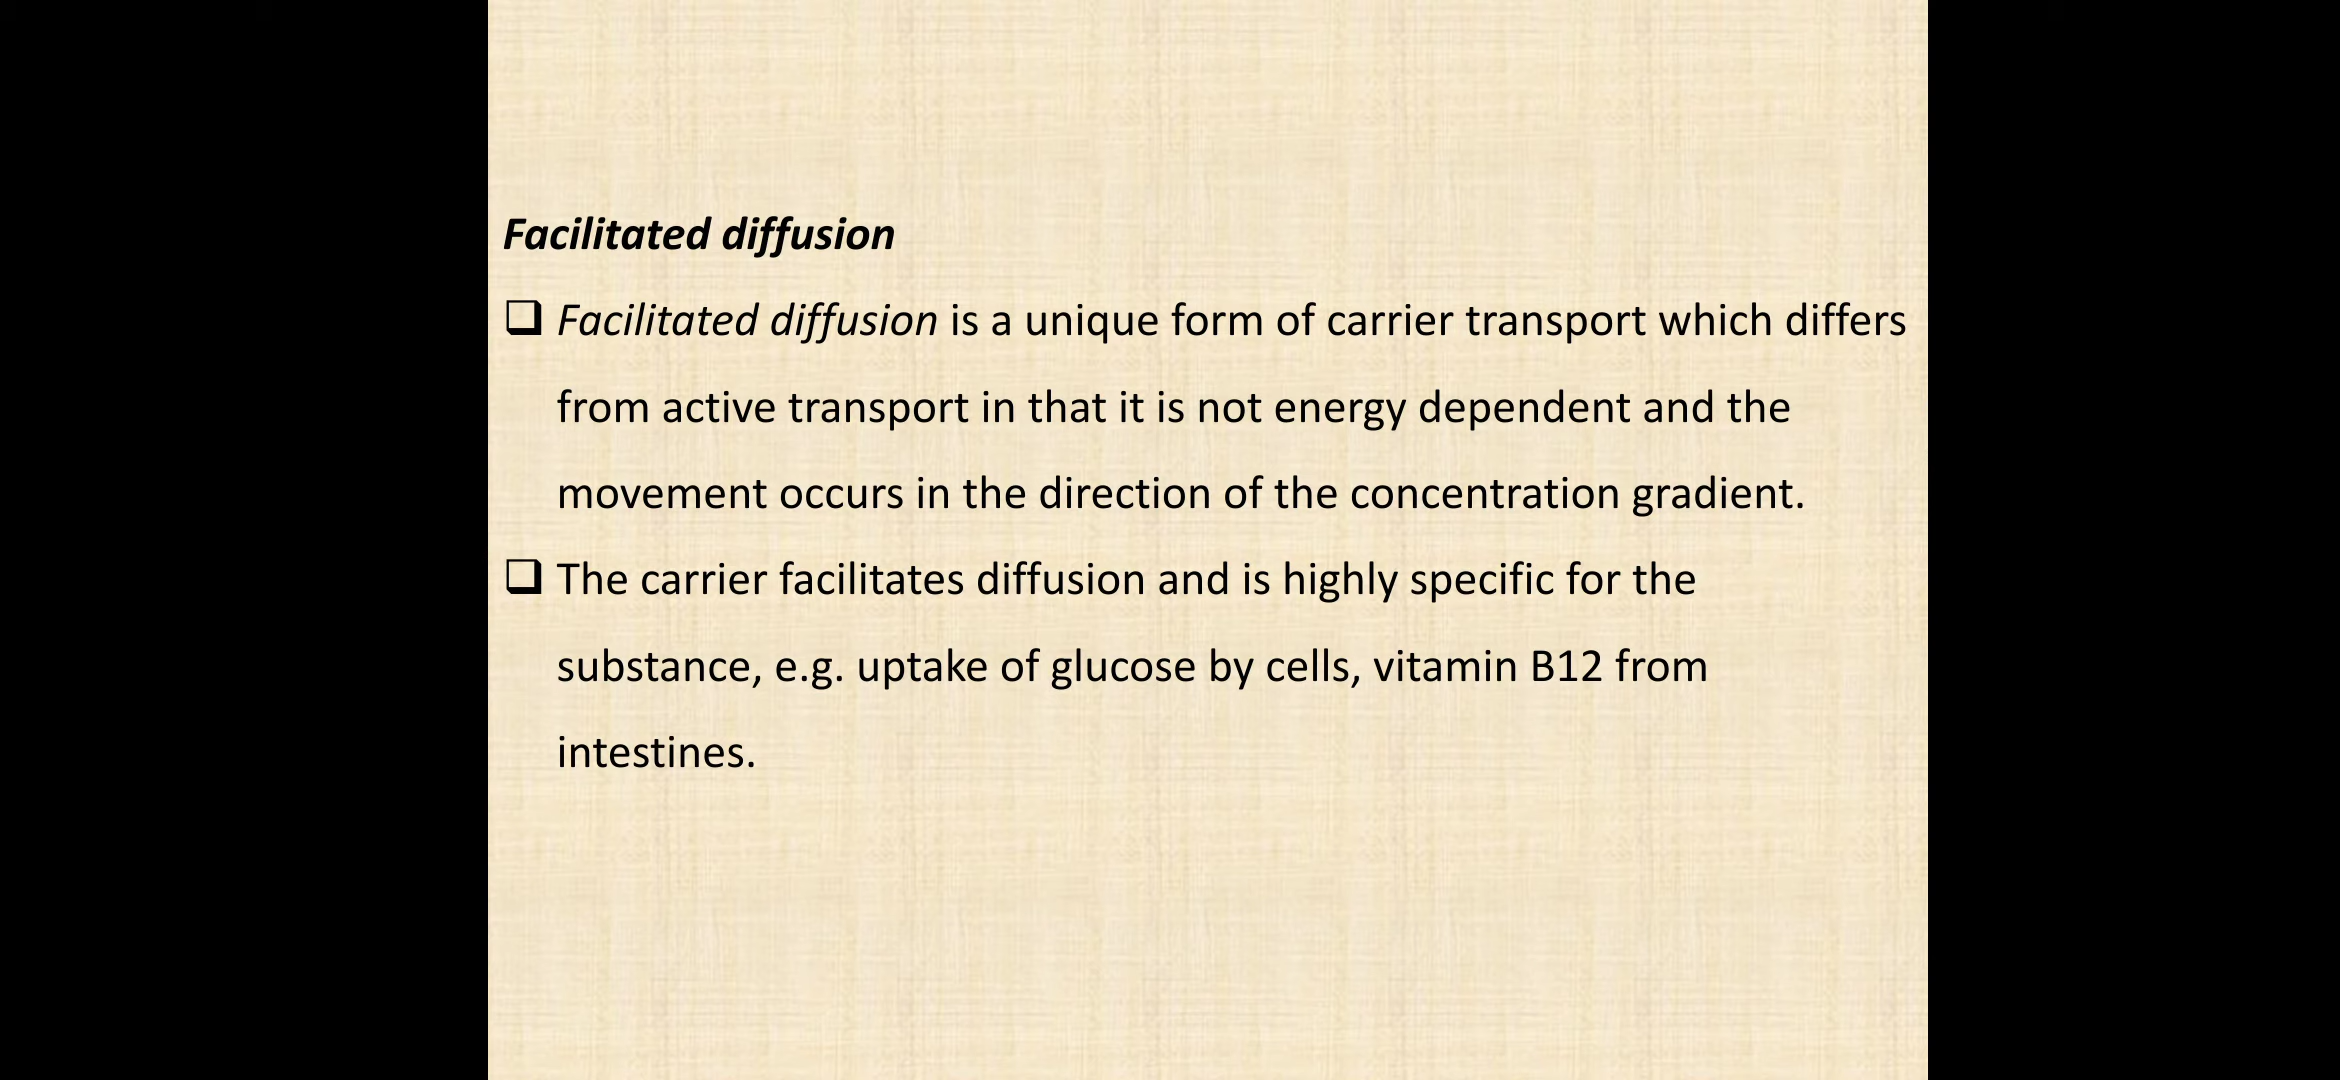 Facilitated diffusion
❑ Facilitated diffusion is a unique form of carrier transport which differs
from active transport in that it is not energy dependent and the
movement occurs in the direction of the concentration gradient.
❑ The carrier facilitates diffusion and is highly specific for the
substance, e.g. uptake of glucose by cells, vitamin B12 from
intestines.